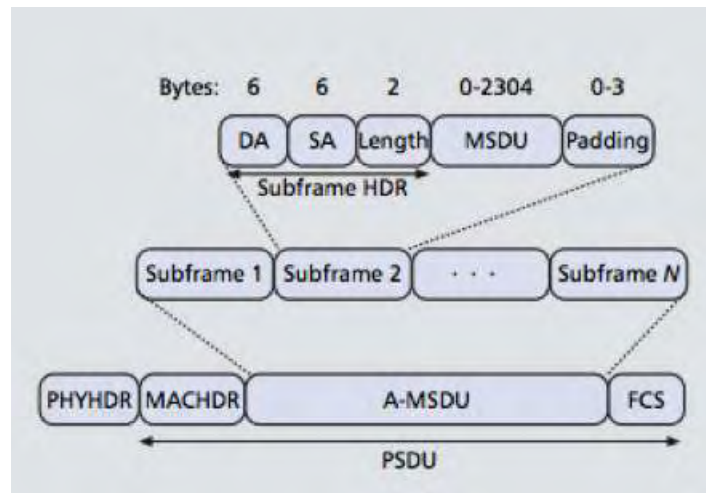 Bytes: 6 6 2 0-2304 0-3
DA SA Length MSDU Padding
Subframe HDR
Subframe 1 Subframe 2 · · · Subframe N
PHYHDR MACHDR A-MSDU FCS
PSDU